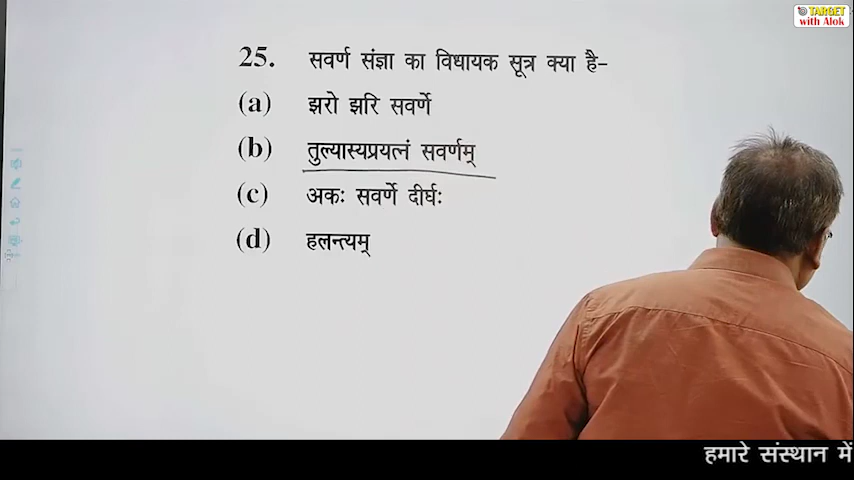 TARGET
with Alok
25. सवर्ण संज्ञा का विधायक सूत्र क्या है-
(a) झरो झरि सवर्णे
(b) तुल्यास्यप्रयत्नं सवर्णम्
(c) अकः सवर्णे दीर्घः
(d) हलन्त्यम्
हमारे संस्थान में